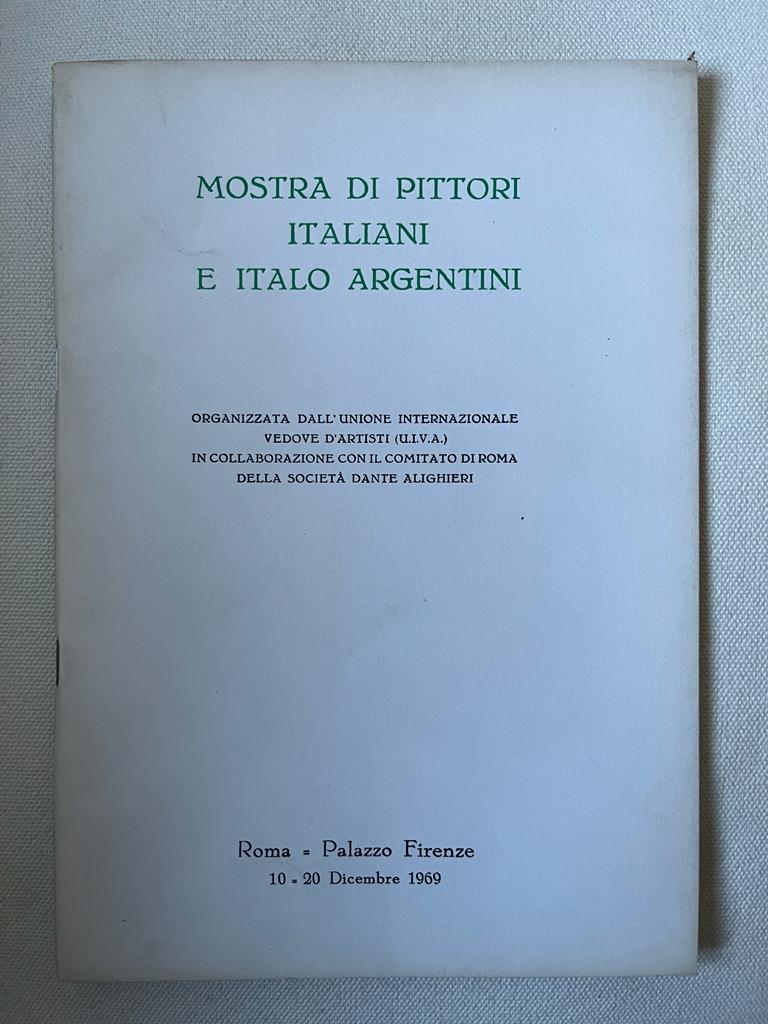 MOSTRA DI PITTORI
ITALIANI
E ITALO ARGENTINI
ORGANIZZATA DALL'UNIONE INTERNAZIONALE
VEDOVE D'ARTISTI (U.I.V.A.)
IN COLLABORAZIONE CON IL COMITATO DI ROMA
DELLA SOCIETÀ DANTE ALIGHIERI
Roma = Palazzo Firenze
10 = 20 Dicembre 1969